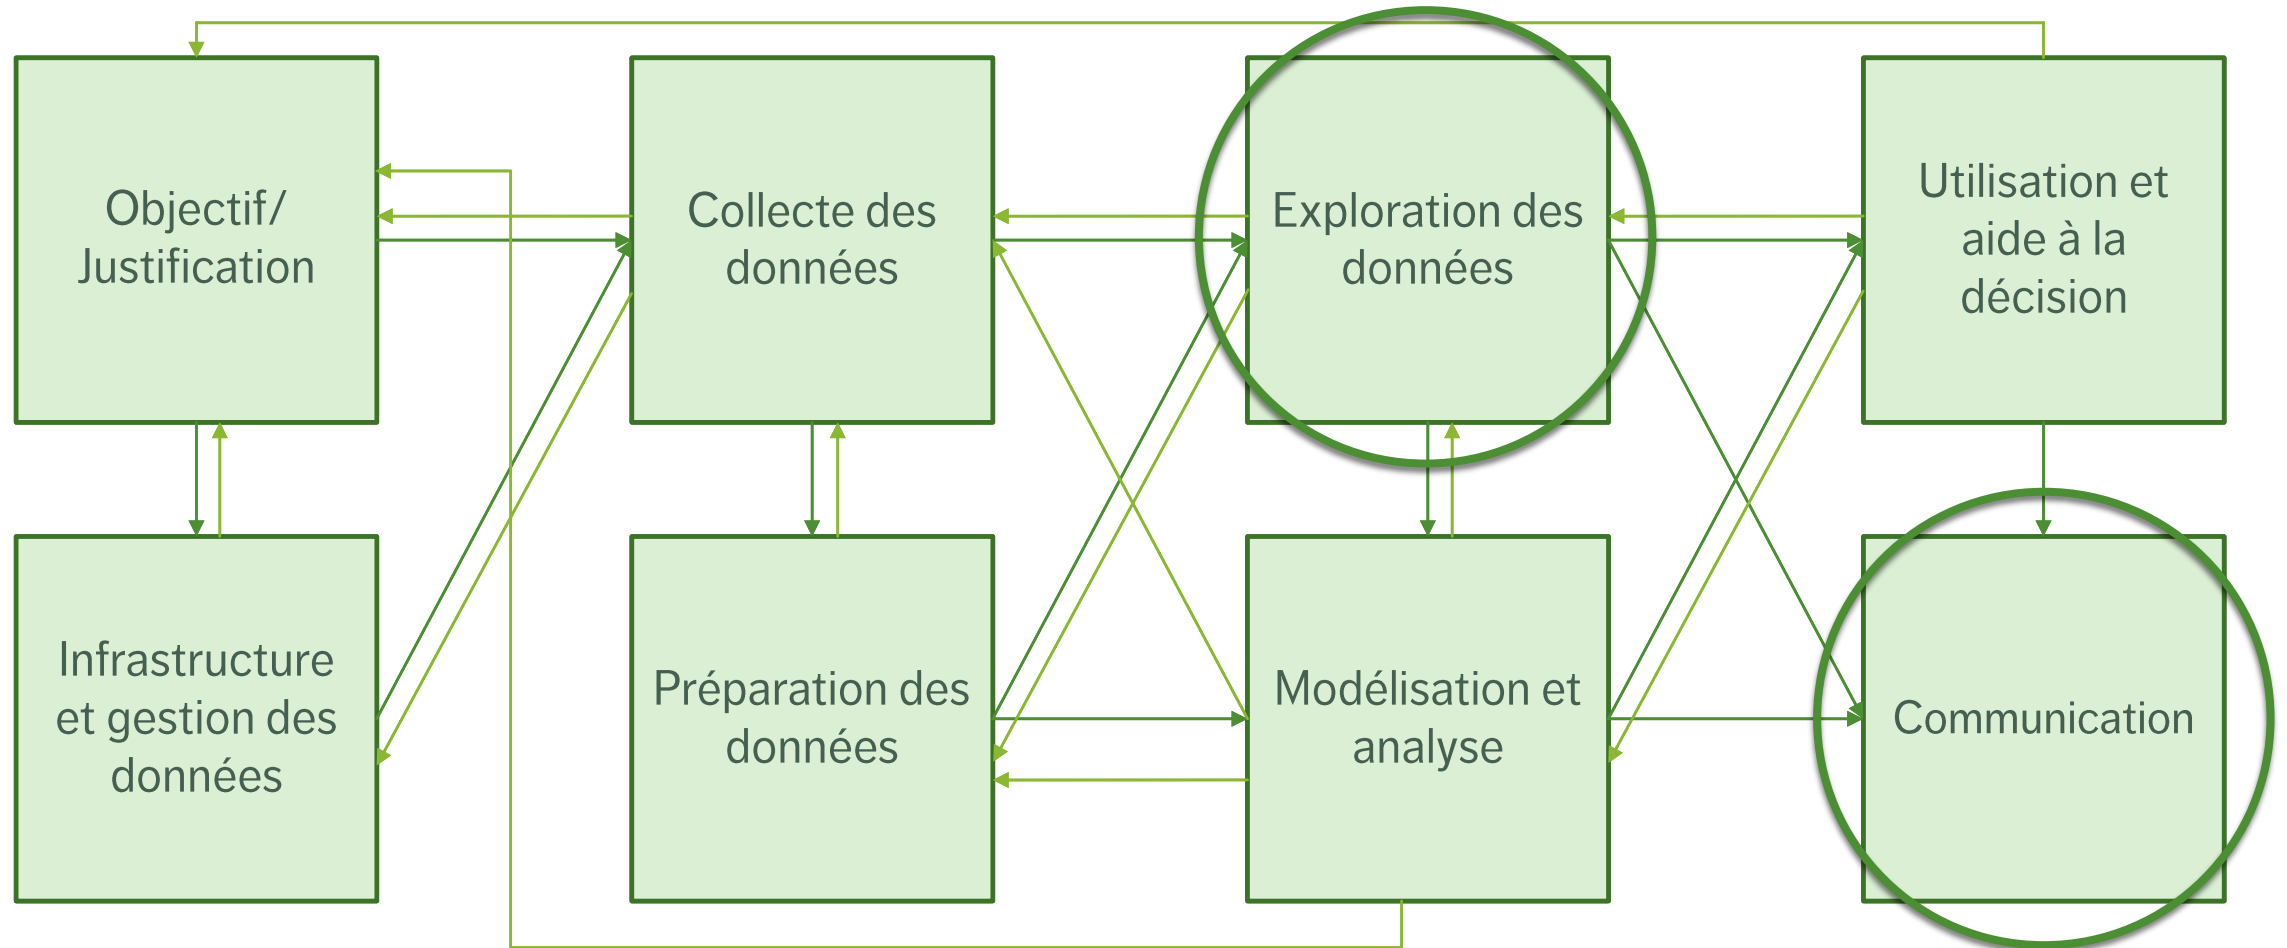 Objectif/
Justification
Collecte des
données
Exploration des
données
Utilisation et
aide à la
décision
Infrastructure
et gestion des
données
Préparation des
données
Modélisation et
analyse
Communication